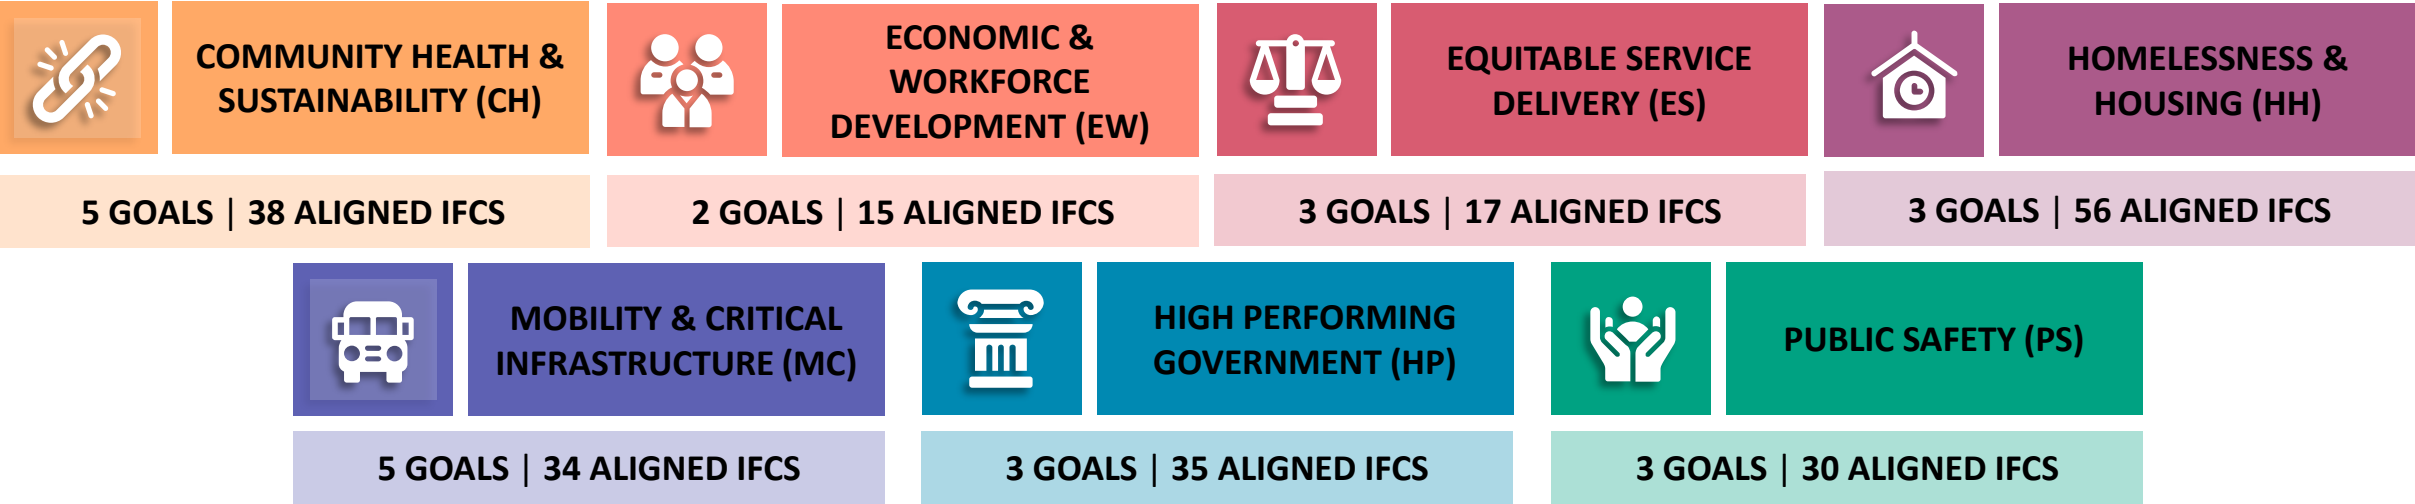 COMMUNITY HEALTH &
SUSTAINABILITY (CH)
5 GOALS | 38 ALIGNED IFCS
ECONOMIC &
WORKFORCE
DEVELOPMENT (EW)
2 GOALS | 15 ALIGNED IFCS
EQUITABLE SERVICE
DELIVERY (ES)
3 GOALS | 17 ALIGNED IFCS
HOMELESSNESS &
HOUSING (HH)
3 GOALS | 56 ALIGNED IFCS
MOBILITY & CRITICAL
INFRASTRUCTURE (MC)
5 GOALS | 34 ALIGNED IFCS
HIGH PERFORMING
GOVERNMENT (HP)
3 GOALS | 35 ALIGNED IFCS
PUBLIC SAFETY (PS)
3 GOALS | 30 ALIGNED IFCS